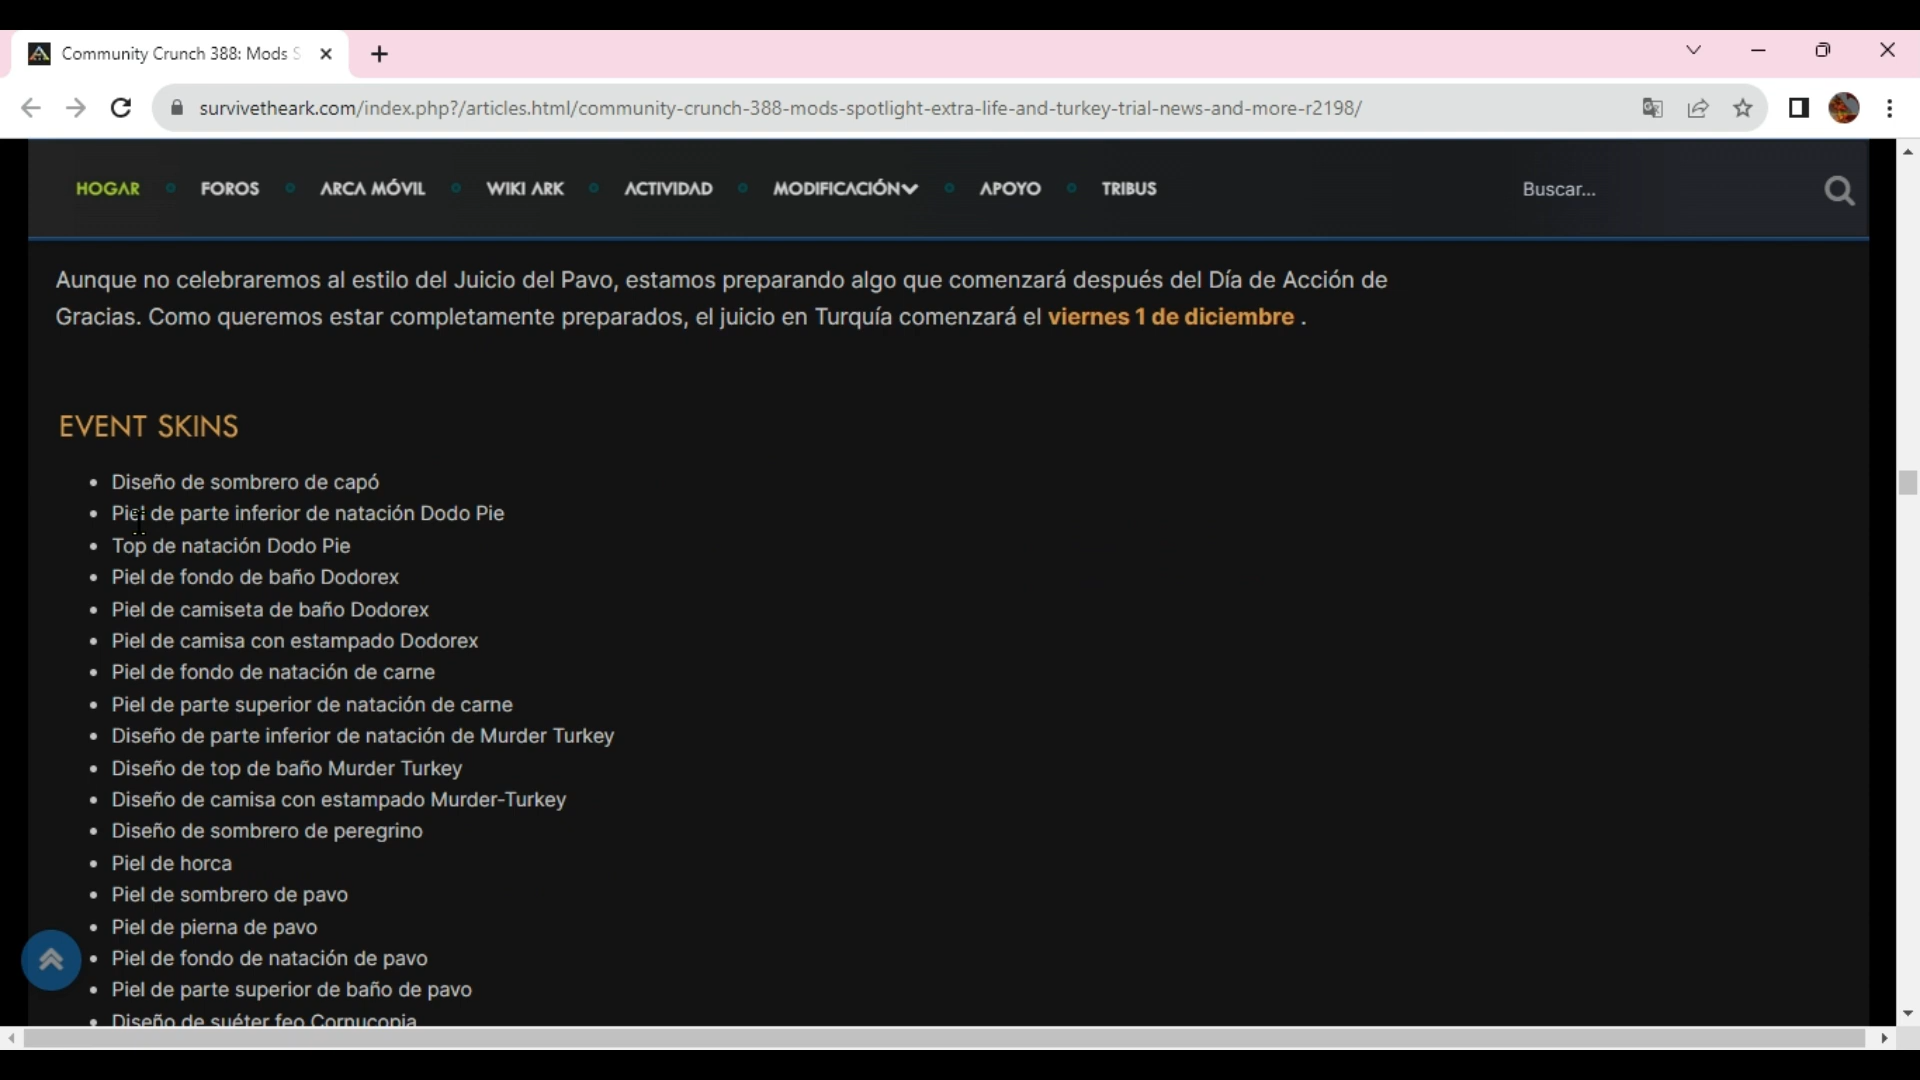 Community Crunch 388: Mods S
survivetheark.com/index.php?/articles.html/community-crunch-388-mods-spotlight-extra-life-and-turkey-trial-news-and-more-r2198/
HOGAR FOROS ARCA MÓVIL WIKI ARK ACTIVIDAD MODIFICACIÓN APOYO TRIBUS Buscar...
Aunque no celebraremos al estilo del Juicio del Pavo, estamos preparando algo que comenzará después del Día de Acción de
Gracias. Como queremos estar completamente preparados, el juicio en Turquía comenzará el viernes 1 de diciembre .
EVENT SKINS
• Diseño de sombrero de capó
• Piel de parte inferior de natación Dodo Pie
• Top de natación Dodo Pie
• Piel de fondo de baño Dodorex
• Piel de camiseta de baño Dodorex
• Piel de camisa con estampado Dodorex
• Piel de fondo de natación de carne
• Piel de parte superior de natación de carne
• Diseño de parte inferior de natación de Murder Turkey
• Diseño de top de baño Murder Turkey
• Diseño de camisa con estampado Murder-Turkey
• Diseño de sombrero de peregrino
• Piel de horca
• Piel de sombrero de pavo
• Piel de pierna de pavo
• Piel de fondo de natación de pavo
• Piel de parte superior de baño de pavo
• Diseño de suéter feo Cornucopia